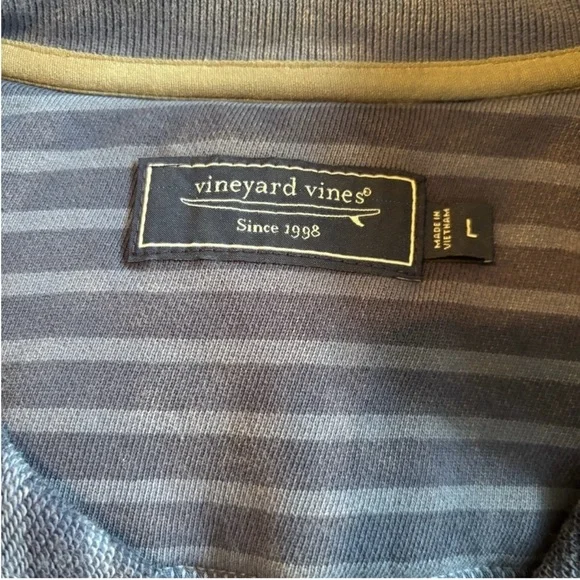 vineyard vines®
Since 1998
MADE IN
VIETNAM
L